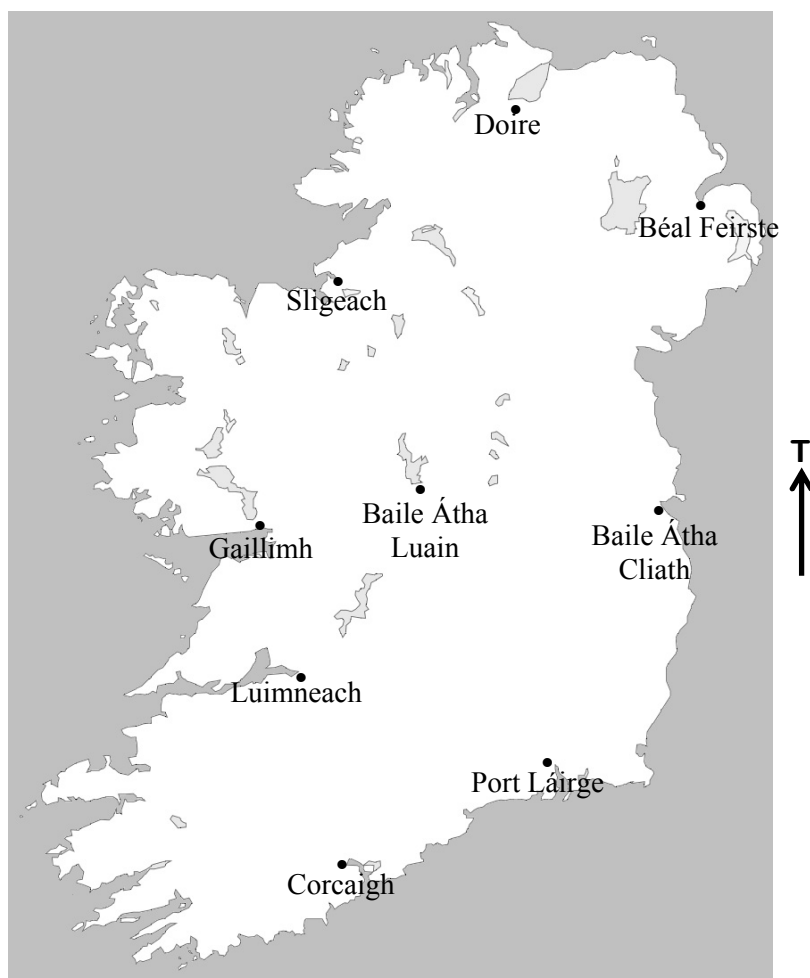 Doire
Béal Feirste
Sligeach
T
Baile Átha
Luain
Gaillimh
Baile Átha
Cliath
Luimneach
Port Láirge
Corcaigh